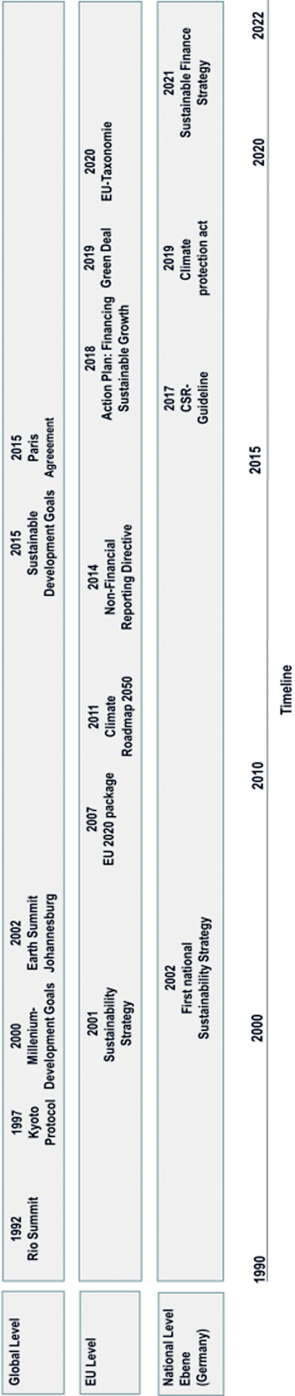 Global Level
1992
Rio Summit
1997
Kyoto
Protocol
2000
Millenium-
Development Goals
2002
Earth Summit
Johannesburg
2015
Sustainable
Development Goals
2015
Paris
Agreeement
EU Level
2001
Sustainability
Strategy
2007
EU 2020 package
2011
Climate
Roadmap 2050
2014
Non-Financial
Reporting Directive
2018
Action Plan: Financing
Sustainable Growth
2019
Green Deal
2020
EU-Taxonomie
National Level
Ebene
(Germany)
2002
First national
Sustainability Strategy
2017
CSR-
Guideline
2019
Climate
protection act
2021
Sustainable Finance
Strategy
1990
2000
2010
2015
2020
2022
Timeline